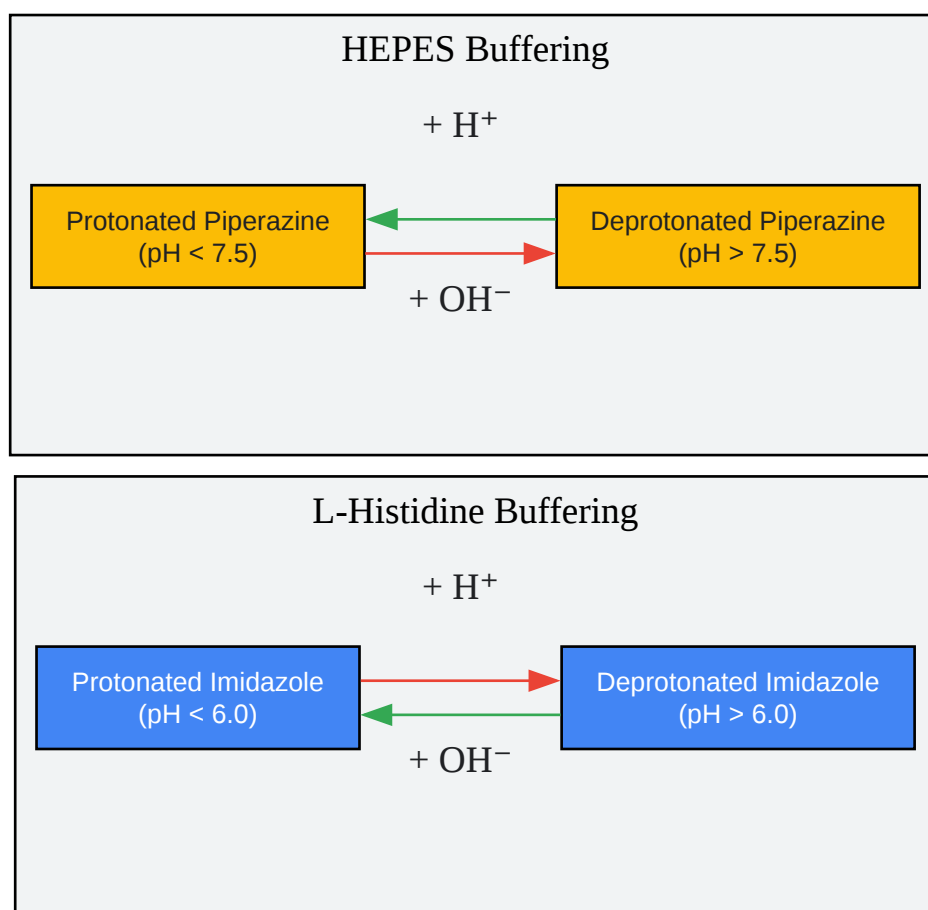 HEPES Buffering
+ H⁺
Protonated Piperazine
(pH < 7.5)
Deprotonated Piperazine
(pH > 7.5)
+ OH⁻
L-Histidine Buffering
+ H⁺
Protonated Imidazole
(pH < 6.0)
Deprotonated Imidazole
(pH > 6.0)
+ OH⁻